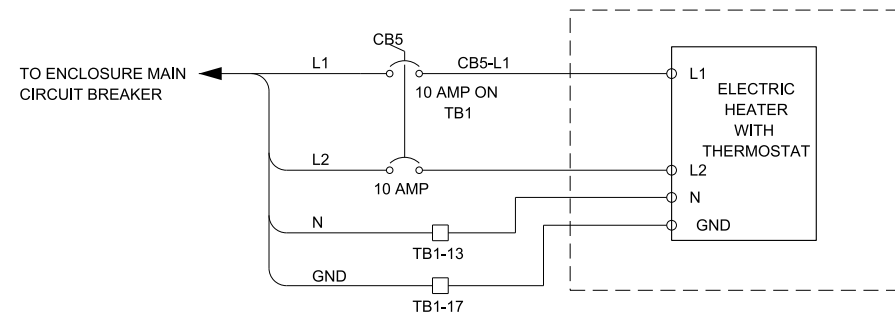 CB5
L1
CB5-L1
TO ENCLOSURE MAIN
CIRCUIT BREAKER
10 AMP ON
TB1
L1
ELECTRIC
HEATER
WITH
THERMOSTAT
L2
10 AMP
L2
N
N
TB1-13
GND
GND
TB1-17